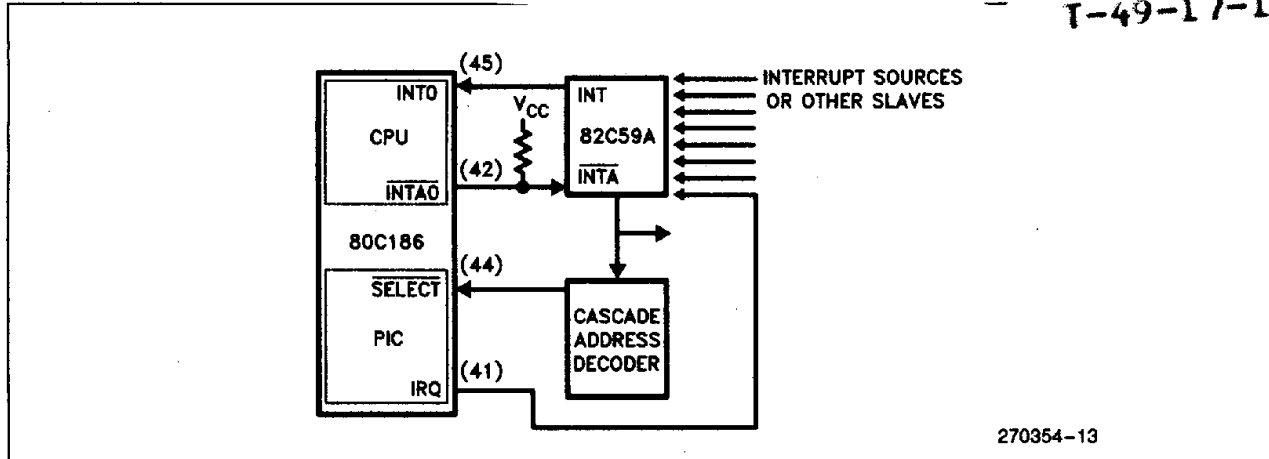 T-49-17-1
(45)
INTERRUPT SOURCES
OR OTHER SLAVES
INT0
VCC
INT
CPU
82C59A
(42)
INTA
INTA0
80C186
(44)
SELECT
CASCADE
ADDRESS
DECODER
PIC
(41)
IRQ
270354-13